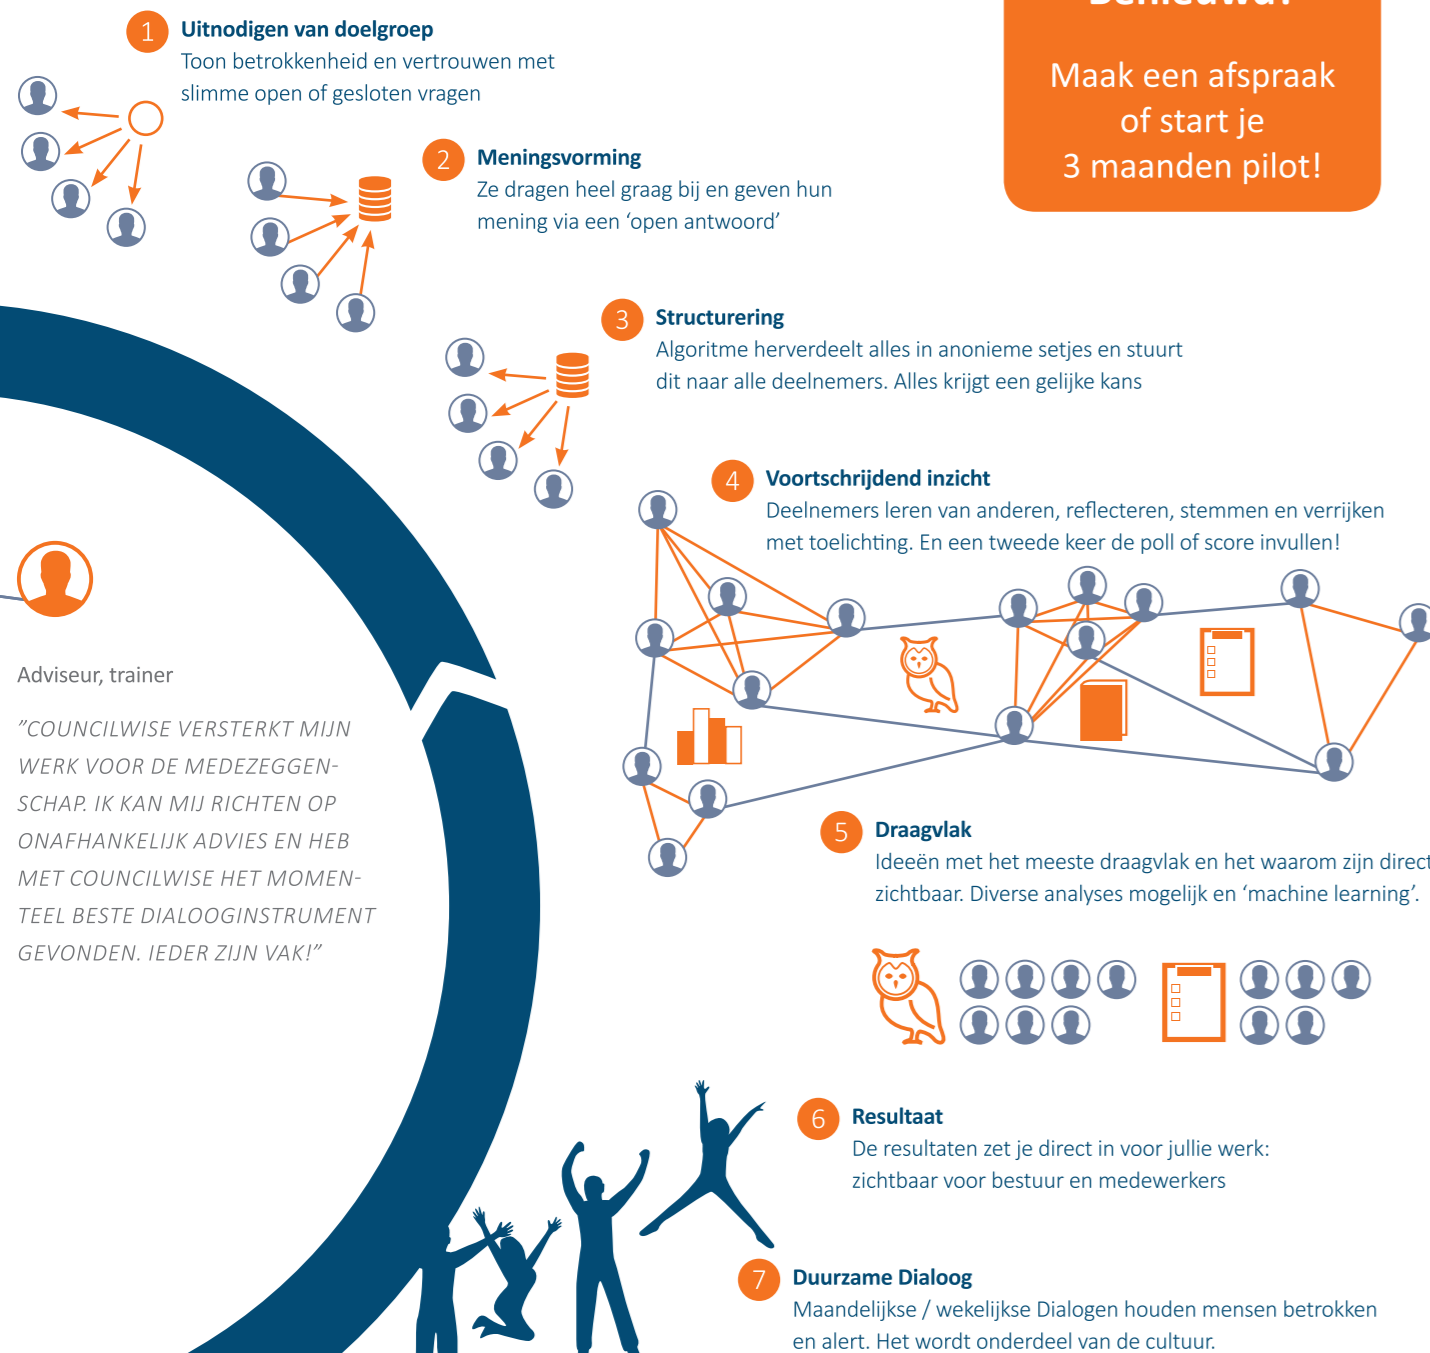 1
Uitnodigen van doelgroep
Toon betrokkenheid en vertrouwen met
slimme open of gesloten vragen
Benieuwd?
Maak een afspraak
of start je
3 maanden pilot!
2
Meningsvorming
Ze dragen heel graag bij en geven hun
mening via een ‘open antwoord’
3
Structurering
Algoritme herverdeelt alles in anonieme setjes en stuurt
dit naar alle deelnemers. Alles krijgt een gelijke kans
4
Voortschrijdend inzicht
Deelnemers leren van anderen, reflecteren, stemmen en verrijken
met toelichting. En een tweede keer de poll of score invullen!
Adviseur, trainer
”COUNCILWISE VERSTERKT MIJN
WERK VOOR DE MEDEZEGGEN-
SCHAP. IK KAN MIJ RICHTEN OP
ONAFHANKELIJK ADVIES EN HEB
MET COUNCILWISE HET MOMEN-
TEEL BESTE DIALOOGINSTRUMENT
GEVONDEN. IEDER ZIJN VAK!”
5
Draagvlak
Ideeën met het meeste draagvlak en het waarom zijn direct
zichtbaar. Diverse analyses mogelijk en ‘machine learning’.
6
Resultaat
De resultaten zet je direct in voor jullie werk:
zichtbaar voor bestuur en medewerkers
7
Duurzame Dialoog
Maandelijkse / wekelijkse Dialogen houden mensen betrokken
en alert. Het wordt onderdeel van de cultuur.